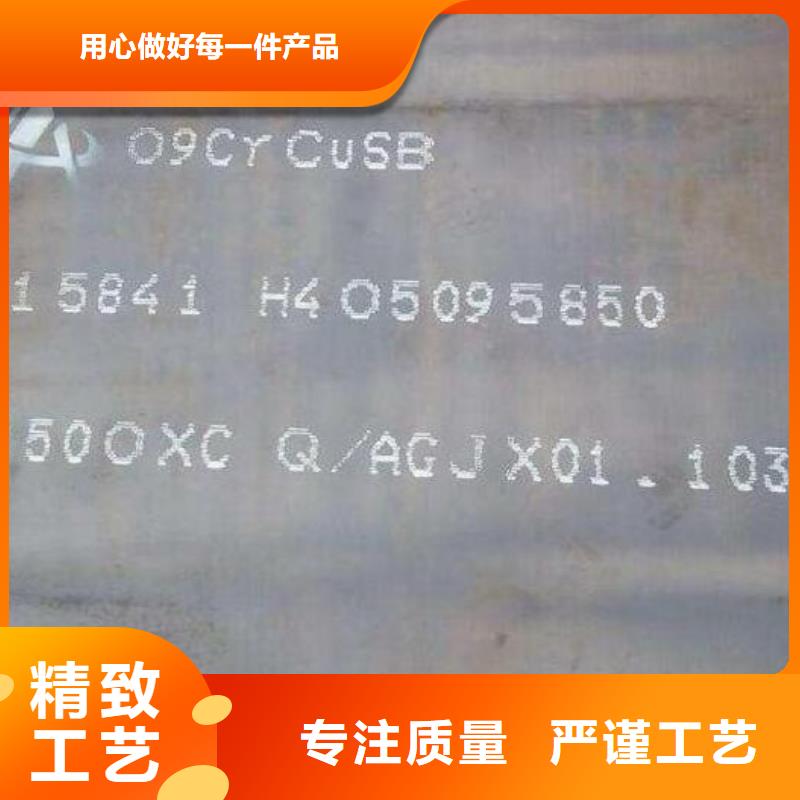 用心做好每一件产品
09CrCuSB
15841 H405095850
500XC Q/AGJX01.103
精致
工艺
专注质量 严谨工艺